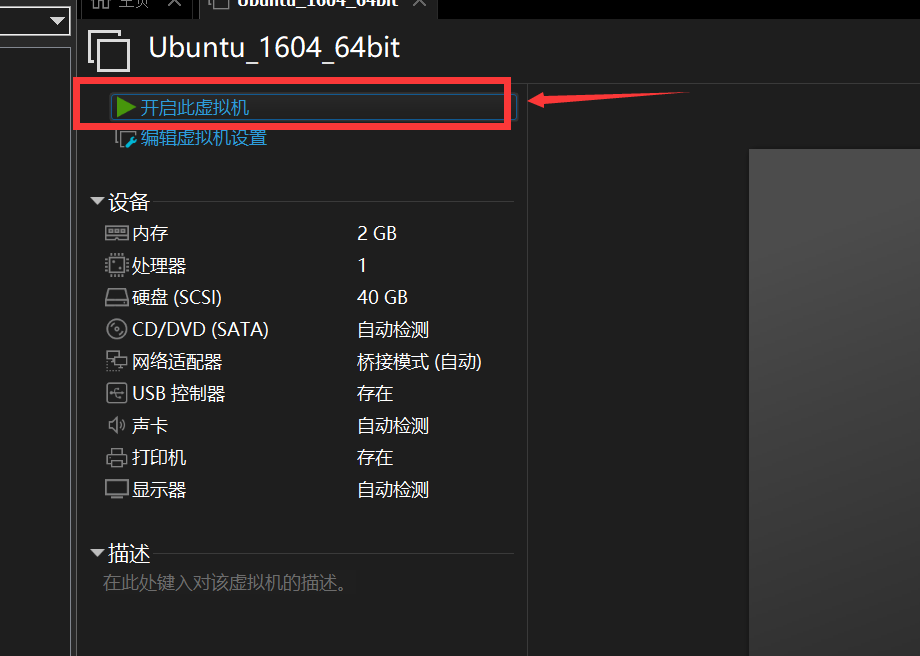 主页
Ubuntu_1604_64bit
Ubuntu_1604_64bit
开启此虚拟机
编辑虚拟机设置
设备
内存 2 GB
处理器 1
硬盘 (SCSI) 40 GB
CD/DVD (SATA) 自动检测
网络适配器 桥接模式 (自动)
USB 控制器 存在
声卡 自动检测
打印机 存在
显示器 自动检测
描述
在此处键入对该虚拟机的描述。